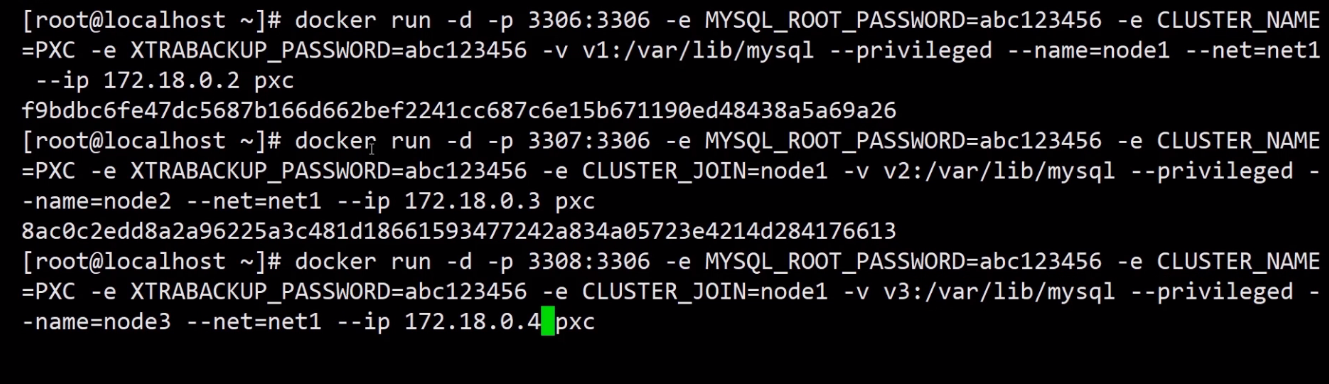 [root@localhost ~]# docker run -d -p 3306:3306 -e MYSQL_ROOT_PASSWORD=abc123456 -e CLUSTER_NAME
=PXC -e XTRABACKUP_PASSWORD=abc123456 -v v1:/var/lib/mysql --privileged --name=node1 --net=net1
--ip 172.18.0.2 pxc
f9bdbc6fe47dc5687b166d662bef2241cc687c6e15b671190ed48438a5a69a26
[root@localhost ~]# docker run -d -p 3307:3306 -e MYSQL_ROOT_PASSWORD=abc123456 -e CLUSTER_NAME
=PXC -e XTRABACKUP_PASSWORD=abc123456 -e CLUSTER_JOIN=node1 -v v2:/var/lib/mysql --privileged -
-name=node2 --net=net1 --ip 172.18.0.3 pxc
8ac0c2edd8a2a96225a3c481d18661593477242a834a05723e4214d284176613
[root@localhost ~]# docker run -d -p 3308:3306 -e MYSQL_ROOT_PASSWORD=abc123456 -e CLUSTER_NAME
=PXC -e XTRABACKUP_PASSWORD=abc123456 -e CLUSTER_JOIN=node1 -v v3:/var/lib/mysql --privileged -
-name=node3 --net=net1 --ip 172.18.0.4 pxc